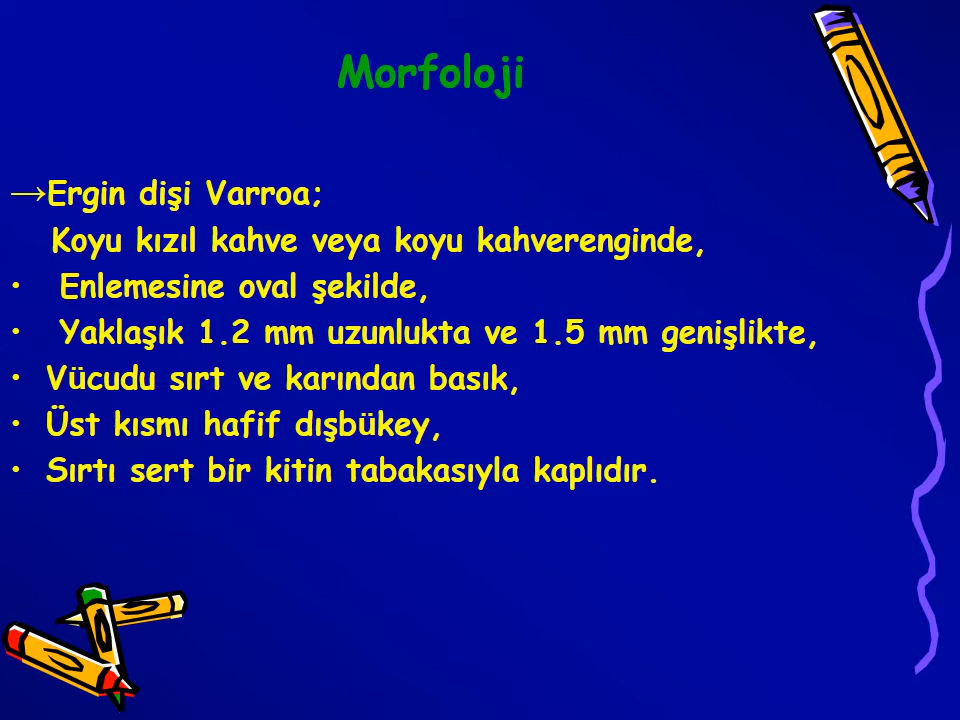 Morfoloji
→Ergin dişi Varroa;
Koyu kızıl kahve veya koyu kahverenginde,
• Enlemesine oval şekilde,
• Yaklaşık 1.2 mm uzunlukta ve 1.5 mm genişlikte,
• Vücudu sırt ve karından basık,
• Üst kısmı hafif dışbükey,
• Sırtı sert bir kitin tabakasıyla kaplıdır.